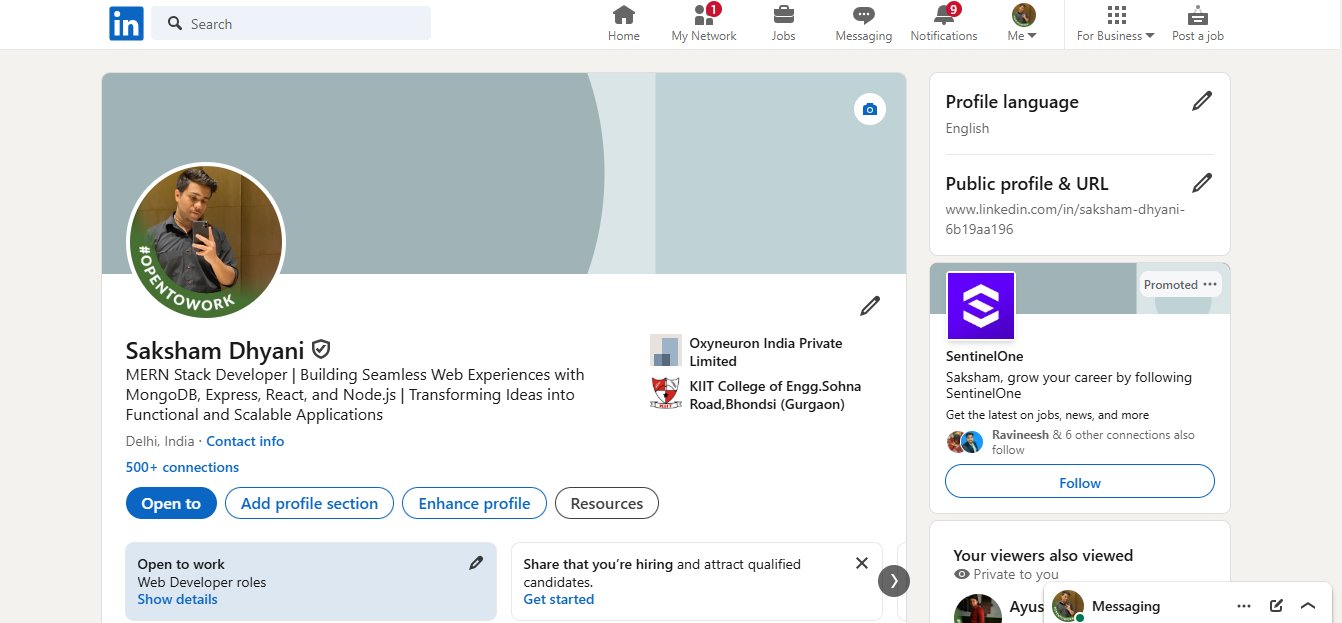 in
Search
1
9
Home
My Network
Jobs
Messaging
Notifications
Me
For Business
Post a job
#OPENTOWORK
Saksham Dhyani
MERN Stack Developer | Building Seamless Web Experiences with
MongoDB, Express, React, and Node.js | Transforming Ideas into
Functional and Scalable Applications
Delhi, India · Contact info
500+ connections
Oxyneuron India Private
Limited
KIIT College of Engg.Sohna
Road,Bhondsi (Gurgaon)
Open to
Add profile section
Enhance profile
Resources
Open to work
Web Developer roles
Show details
Share that you're hiring and attract qualified
candidates.
Get started
Profile language
English
Public profile & URL
www.linkedin.com/in/saksham-dhyani-
6b19aa196
Promoted
SentinelOne
Saksham, grow your career by following
SentinelOne
Get the latest on jobs, news, and more
Ravineesh & 6 other connections also
follow
Follow
Your viewers also viewed
Private to you
Ayus
Messaging